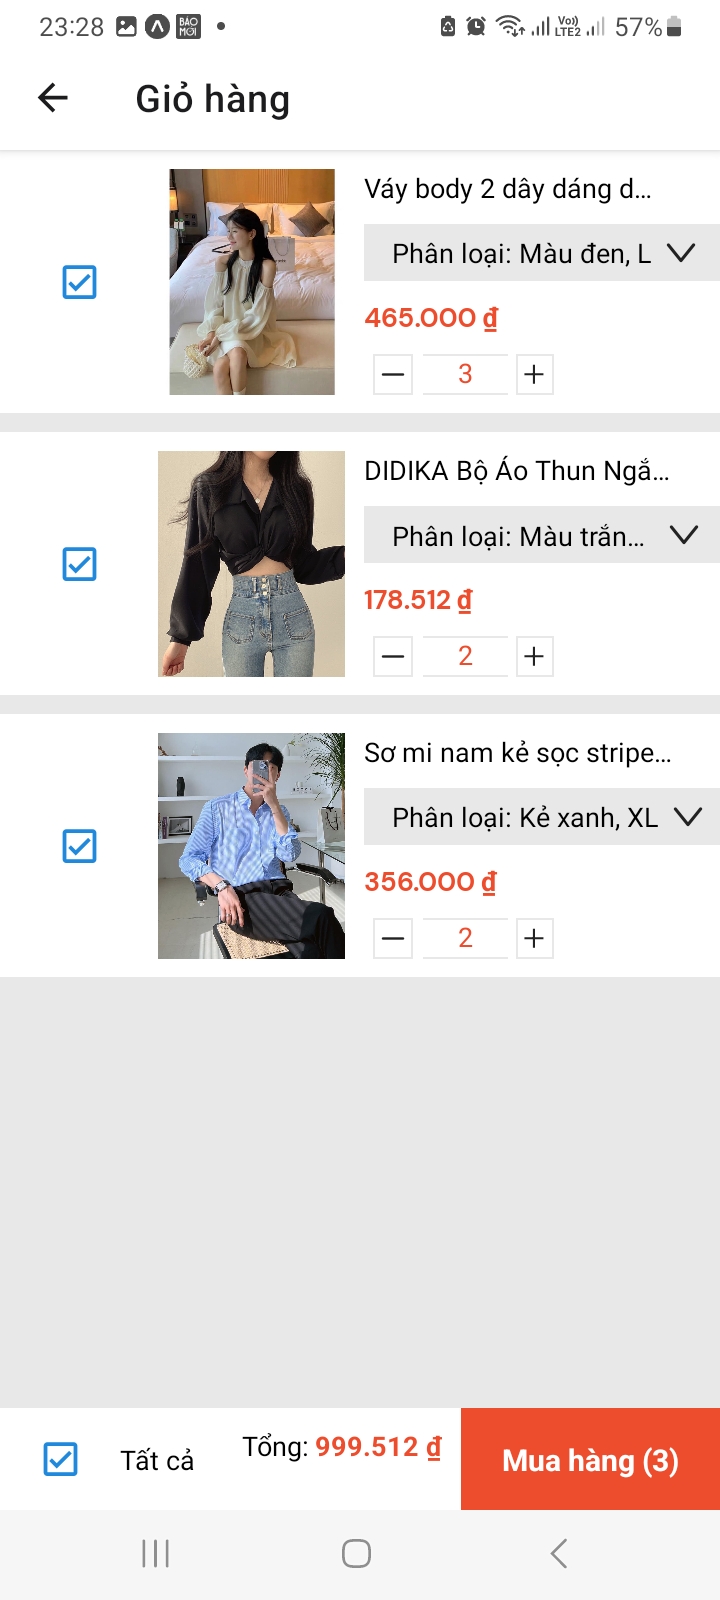 23:28 BÁO MỚI Vo)) LTE2 57%
Giỏ hàng
Váy body 2 dây dáng d...
Phân loại: Màu đen, L
465.000 ₫
3
DIDIKA Bộ Áo Thun Ngắ...
Phân loại: Màu trắn...
178.512 ₫
2
Sơ mi nam kẻ sọc stripe...
Phân loại: Kẻ xanh, XL
356.000 ₫
2
Tất cả
Tổng: 999.512 ₫
Mua hàng (3)